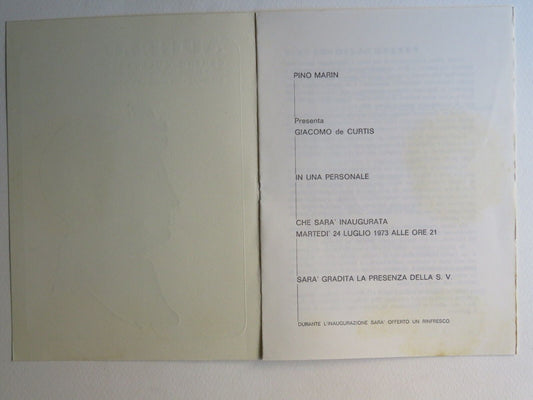 PINO MARIN
Presenta
GIACOMO de CURTIS
IN UNA PERSONALE
CHE SARA' INAUGURATA
MARTEDI' 24 LUGLIO 1973 ALLE ORE 21
SARA' GRADITA LA PRESENZA DELLA S. V.
DURANTE L'INAUGURAZIONE SARA' OFFERTO UN RINFRESCO